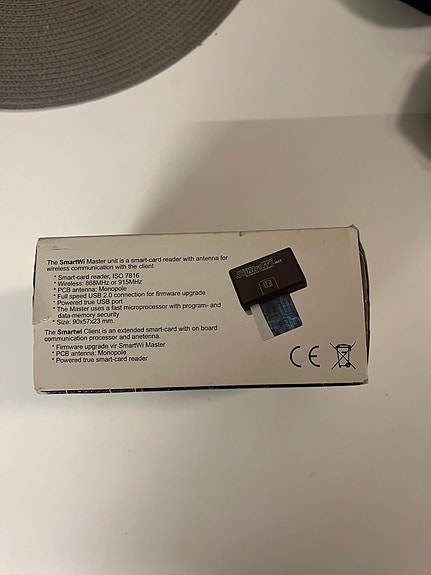 The SmartWi Master unit is a smart-card reader with antenna for
wireless communication with the client
* Smart-card reader, ISO 7816
* Wireless: 868MHz or 915MHz
* PCB antenna: Monopole
* Full speed USB 2.0 connection for firmware upgrade
* Powered true USB port
* The Master uses a fast microprocessor with program- and
data-memory security
* Size: 90x57x23 mm.
The Smartwi Client is an extended smart-card with on board
communication processor and anetenna.
* Firmware upgrade vir SmartWi Master
* PCB antenna: Monopole
* Powered true smart-card reader
CE